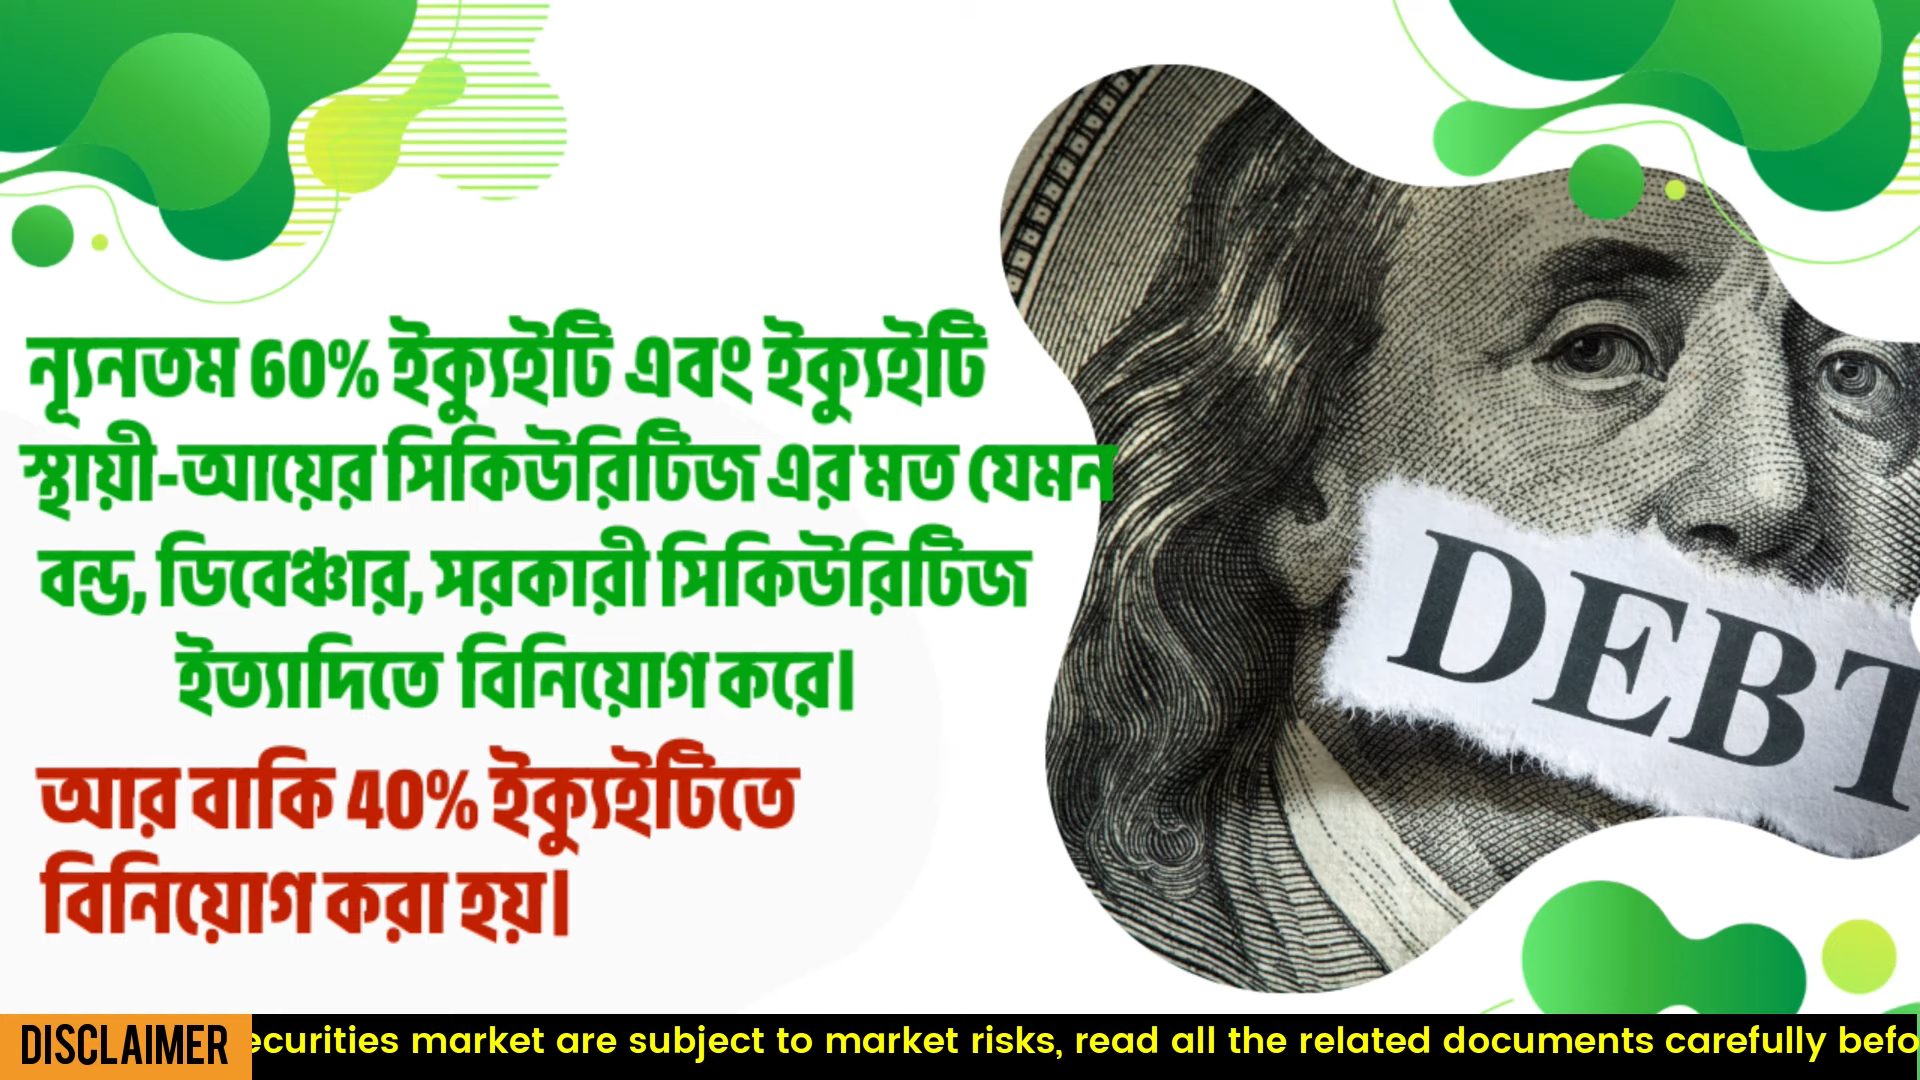 ন্যূনতম 60% ইক্যুইটি এবং ইক্যুইটি
স্থায়ী-আয়ের সিকিউরিটিজ এর মত যেমন
বন্ড, ডিবেঞ্চার, সরকারী সিকিউরিটিজ
ইত্যাদিতে বিনিয়োগ করে।
আর বাকি 40% ইক্যুইটিতে
বিনিয়োগ করা হয়।
DEBT
DISCLAIMER ecurities market are subject to market risks, read all the related documents carefully befo